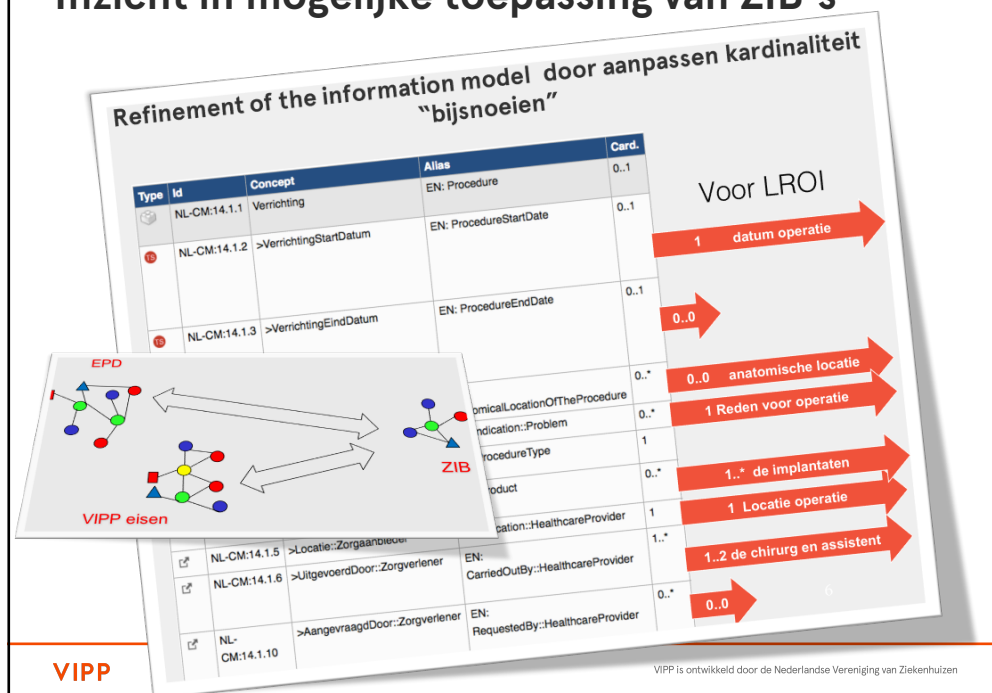 Inzicht in mogelijke toepassing van ZIB's
Refinement of the information model door aanpassen kardinaliteit
“bijsnoeien”
Type Id Concept Alias Card.
NL-CM:14.1.1 Verrichting EN: Procedure 0..1
TS NL-CM:14.1.2 >VerrichtingStartDatum EN: ProcedureStartDate 0..1
TS NL-CM:14.1.3 >VerrichtingEindDatum EN: ProcedureEndDate 0..1
omicalLocationOfTheProcedure 0..*
ndication::Problem 0..*
rocedureType 1
roduct 0..*
NL-CM:14.1.5 >Locatie::Zorgaanbieder cation::HealthcareProvider 1
NL-CM:14.1.6 >UitgevoerdDoor::Zorgverlener EN: 1..*
CarriedOutBy::HealthcareProvider
NL- >AangevraagdDoor::Zorgverlener EN: 0..*
CM:14.1.10 RequestedBy::HealthcareProvider
Voor LROI
1 datum operatie
0..0
0..0 anatomische locatie
1 Reden voor operatie
1..* de implantaten
1 Locatie operatie
1..2 de chirurg en assistent
0..0
6
EPD
ZIB
VIPP eisen
VIPP
VIPP is ontwikkeld door de Nederlandse Vereniging van Ziekenhuizen